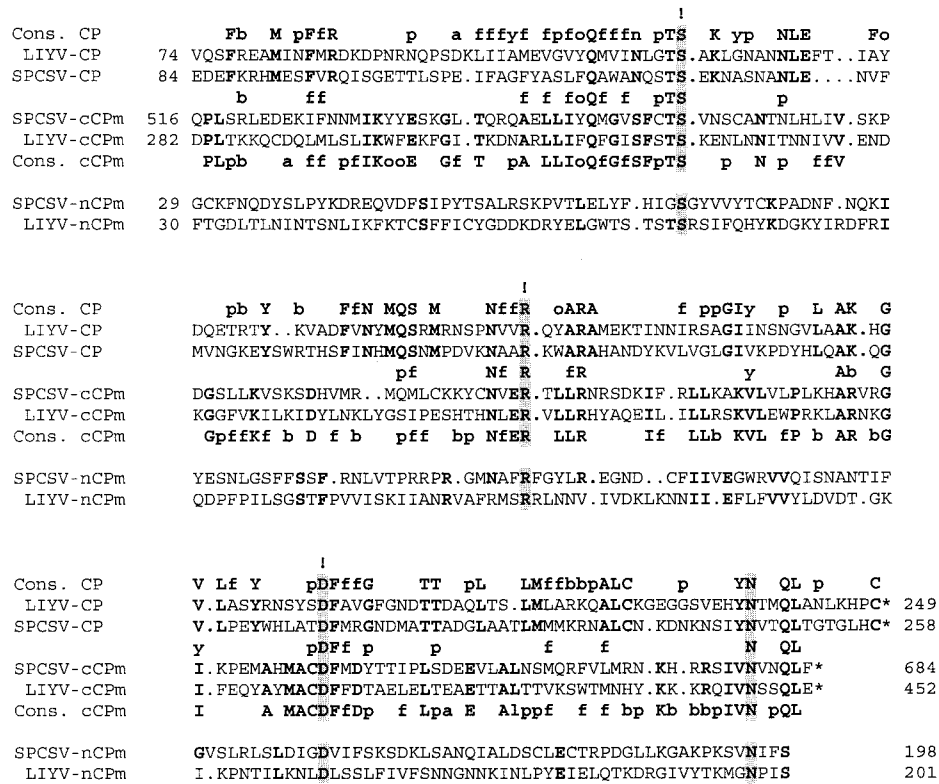 !
Cons. CP Fb M pFfR p a fffyf fpfoQfffn pTS K yp NLE Fo
LIYV-CP 74 VQSFREAMINFMRDKDPNRNQPSDKLIIAMEVGVYQMVINLGTS.AKLGNANNLEFT.IAY
SPCSV-CP 84 EDEFKRHMESFVRQISGETTLSPE.IFAGFYASLFQAWANQSTS.EKNASNANLE....NVF
b ff f f foQf f pTS p
SPCSV-cCPm 516 QPLSRLEDEKIFNNMIKYYESKGL.TQRQAELLIYQMGVSFCTS.VNSCANTNLHLIV.SKP
LIYV-cCPm 282 DPLTKKQCDQLMLSLIKWFEKFGI.TKDNARLLIFQFGISFSTS.KENLNNITNNIVV.END
Cons. cCPm PLpb a ff pfIKooE Gf T pA LLIoQfGfSFpTS p N p ffV
SPCSV-nCPm 29 GCKFNQDYSLPYKDREQVDFSIPYTSALRSKPVTLELYF.HIGSGYVVYTCKPADNF.NQKI
LIYV-nCPm 30 FTGDLTLNINTSNLIKFKTCSFFICYGDDKDRYELGWTS.TSTSRSIFQHYKDGKYIRDFRI
!
Cons. CP pb Y b FfN MQS M NffR oARA f ppGIy p L AK G
LIYV-CP DQETRTY..KVADFVNYMQSRMRNSPNVVR.QYARAMEKTINNIRSAGIINSNGVLAAK.HG
SPCSV-CP MVNGKEYSWRTHSFINHMQSNMPDVKNAAR.KWARAHANDYKVLVGLGIVKPDYHLQAK.QG
pf Nf R fR y Ab G
SPCSV-cCPm DGSLLKVSKSDHVMR..MQMLCKKYCNVER.TLLRNRSDKIF.RLLKAKVLVLPLKHARVRG
LIYV-cCPm KGGFVKILKIDYLNKLYGSIPESHTHNLER.VLLRHYAQEIL.ILLRSKVLEWPRKLARNKG
Cons. cCPm GpffKf b D f b pff bp NfER LLR If LLb KVL fP b AR bG
SPCSV-nCPm YESNLGSFFSSF.RNLVTPRRPR.GMNAFRFGYLR.EGND..CFIIVEGWRVVQISNANTIF
LIYV-nCPm QDPFPILSGSTFPVVISKIIANRVAFRMSRRLNNV.IVDKLKNNII.EFLFVVYLDVDT.GK
!
Cons. CP V Lf Y pDFffG TT pL LMffbbpALC p YN QL p C
LIYV-CP V.LASYRNSYSDFAVGFGNDTTDAQLTS.LMLARKQALCKGEGGSVEHYNTMQLANLKHPC* 249
SPCSV-CP V.LPEYWHLATDFMRGNDMATTADGLAATLMMMKRNALCN.KDNKNSIYNVTQLTGTGLHC* 258
y pDFf p f f N QL
SPCSV-cCPm I.KPEMAHMACDFMDYTTIPLSDEEVLALNSMQRFVLMRN.KH.RRSIVNVNQLF* 684
LIYV-cCPm I.FEQYAYMACDFFDTAELELTEAETTALTTVKSWTMNHY.KK.KRQIVNSSQLE* 452
Cons. cCPm I A MACDFfDp f Lpa E Alppf f f bp Kb bbpIVN pQL
SPCSV-nCPm GVSLRLSLDIGDVIFSKSDKLSANQIALDSCLECTRPDGLLKGAKPKSVNIFS 198
LIYV-nCPm I.KPNTILKNLDLSSLFIVFSNNGNNKINLPYEIELQTKDRGIVYTKMGNPIS 201